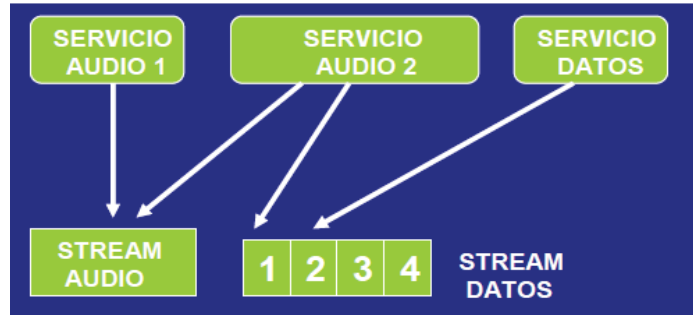 SERVICIO
AUDIO 1
SERVICIO
AUDIO 2
SERVICIO
DATOS
STREAM
AUDIO
1 2 3 4
STREAM
DATOS